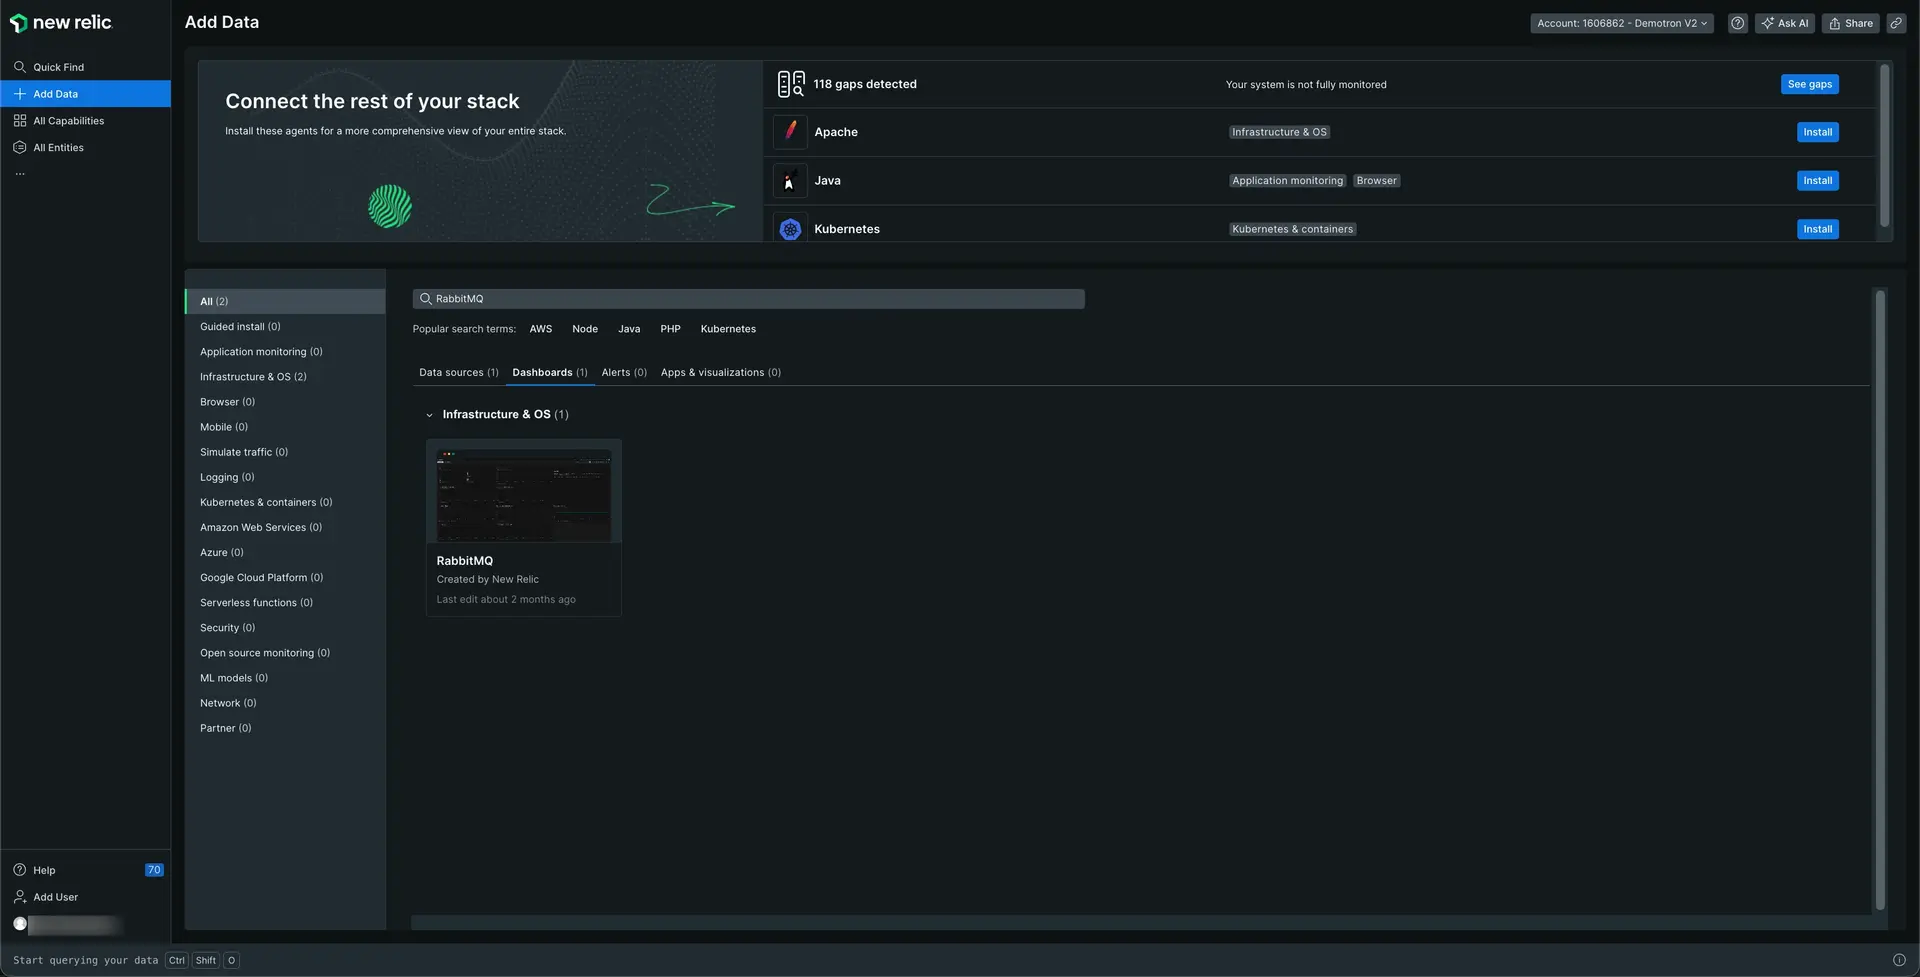 new relic
Add Data
Account: 1606862 - Demotron V2
Ask AI
Share
Quick Find
Add Data
All Capabilities
All Entities
...
Connect the rest of your stack
Install these agents for a more comprehensive view of your entire stack.
118 gaps detected
Your system is not fully monitored
See gaps
Apache
Infrastructure & OS
Install
Java
Application monitoring
Browser
Install
Kubernetes
Kubernetes & containers
Install
All (2)
Guided install (0)
Application monitoring (0)
Infrastructure & OS (2)
Browser (0)
Mobile (0)
Simulate traffic (0)
Logging (0)
Kubernetes & containers (0)
Amazon Web Services (0)
Azure (0)
Google Cloud Platform (0)
Serverless functions (0)
Security (0)
Open source monitoring (0)
ML models (0)
Network (0)
Partner (0)
RabbitMQ
Popular search terms: AWS Node Java PHP Kubernetes
Data sources (1) Dashboards (1) Alerts (0) Apps & visualizations (0)
Infrastructure & OS (1)
RabbitMQ
Created by New Relic
Last edit about 2 months ago
Help 70
Add User
Start querying your data Ctrl Shift O